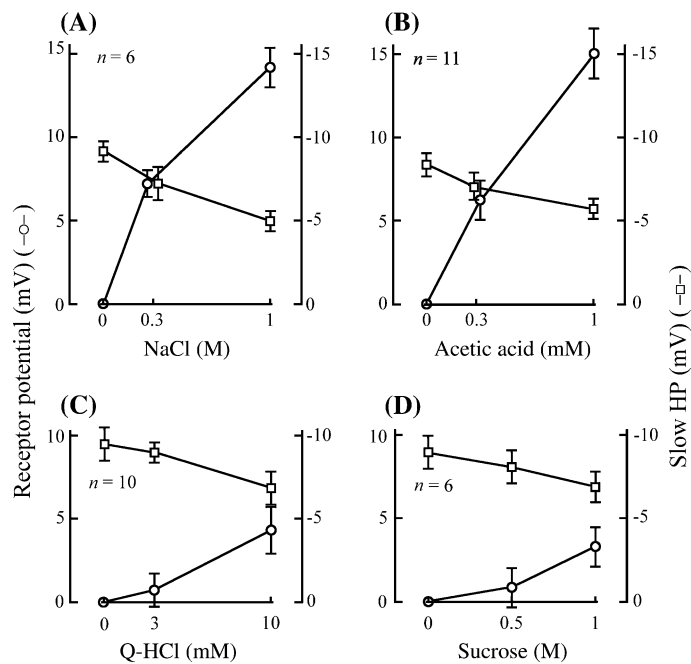 (A)
(B)
n = 6
n = 11
15
10
5
0
-15
-10
-5
0
15
10
5
0
-15
-10
-5
0
0 0.3 1
0 0.3 1
NaCl (M)
Acetic acid (mM)
Receptor potential (mV) (-○-)
Slow HP (mV) (-□-)
(C)
(D)
n = 10
n = 6
10
5
0
-10
-5
0
10
5
0
-10
-5
0
0 3 10
0 0.5 1
Q-HCl (mM)
Sucrose (M)